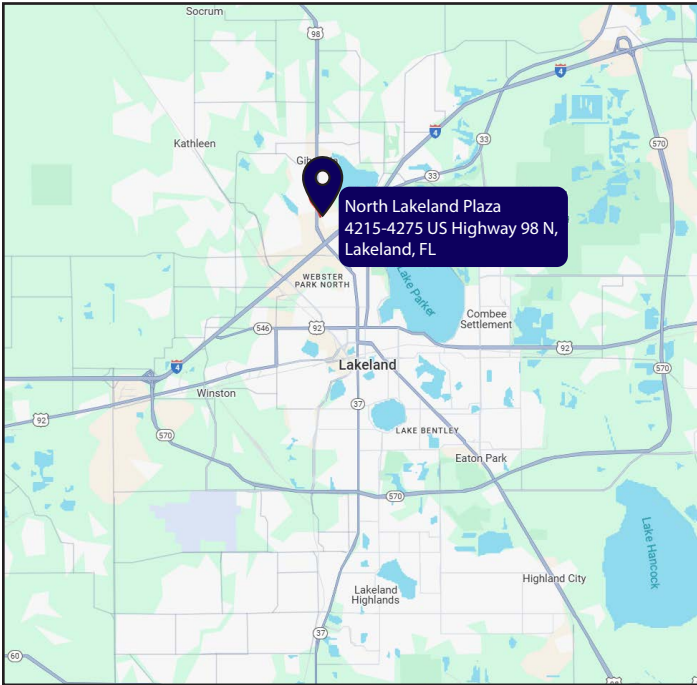 Socrum
98
4
4
Kathleen
33
570
33
North Lakeland Plaza
4215-4275 US Highway 98 N,
Lakeland, FL
WEBSTER
PARK NORTH
Lake Parker
Combee
Settlement
546
92
92
Lakeland
4
570
Winston
37
92
LAKE BENTLEY
570
Eaton Park
570
Lake Hancock
Highland City
Lakeland
Highlands
37
60
98